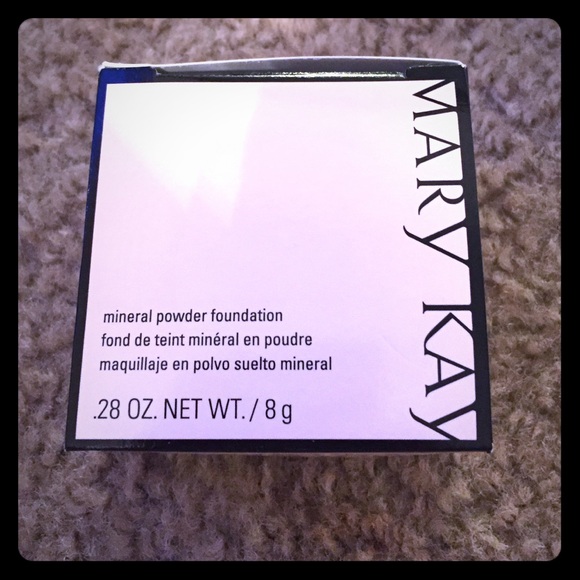 MARY KAY
mineral powder foundation
fond de teint minéral en poudre
maquillaje en polvo suelto mineral
.28 OZ. NET WT. / 8 g